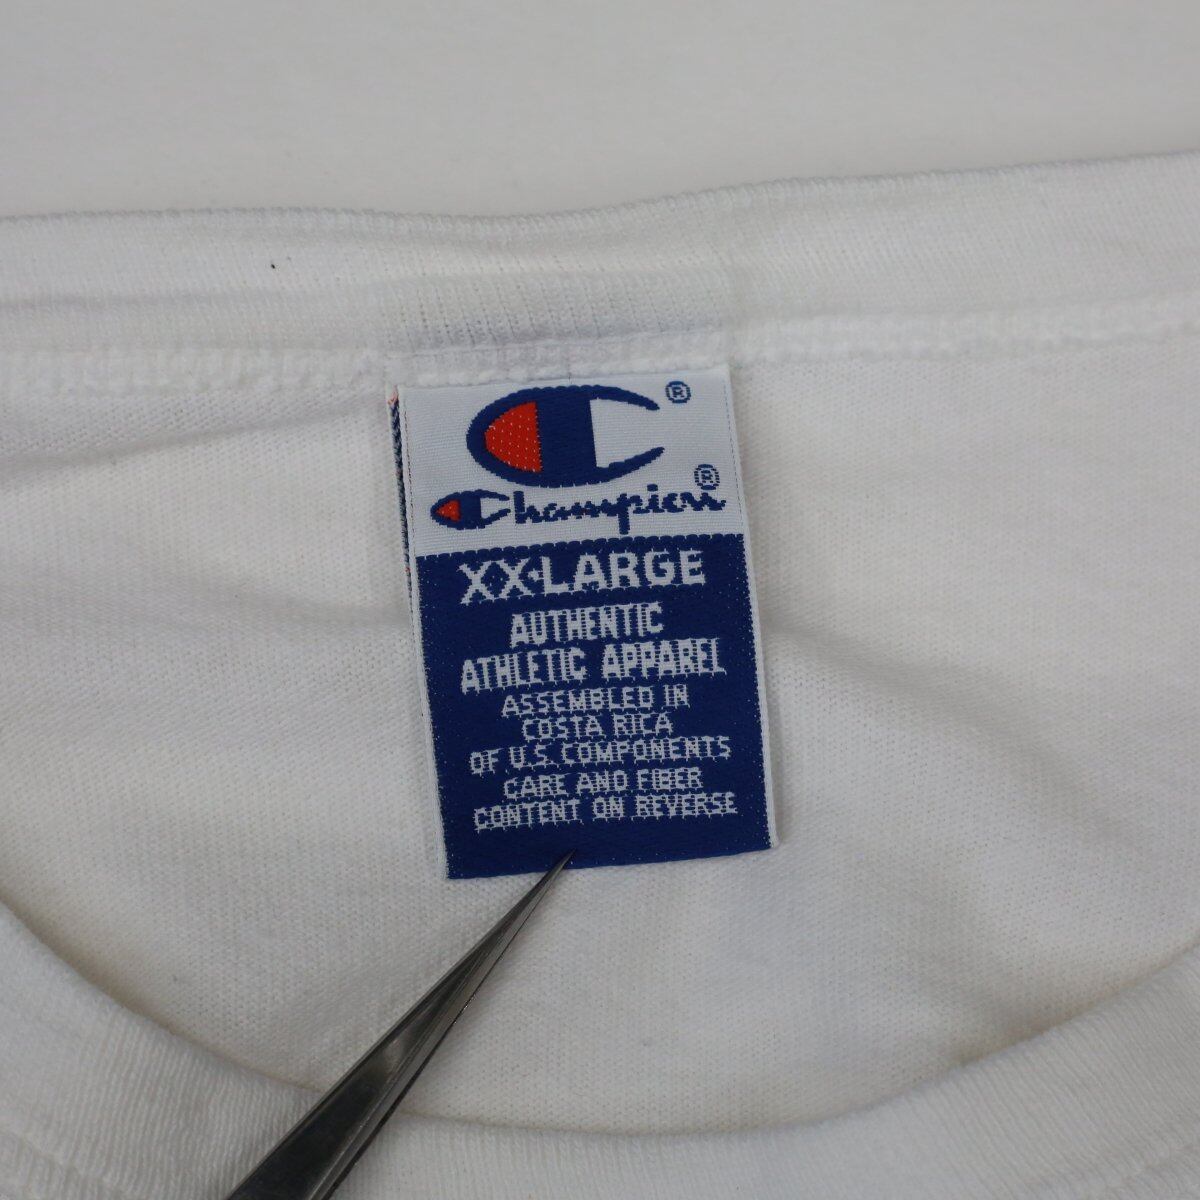 ®
Champion®
XX-LARGE
AUTHENTIC
ATHLETIC APPAREL
ASSEMBLED IN
COSTA RICA
OF U.S. COMPONENTS
CARE AND FIBER
CONTENT ON REVERSE